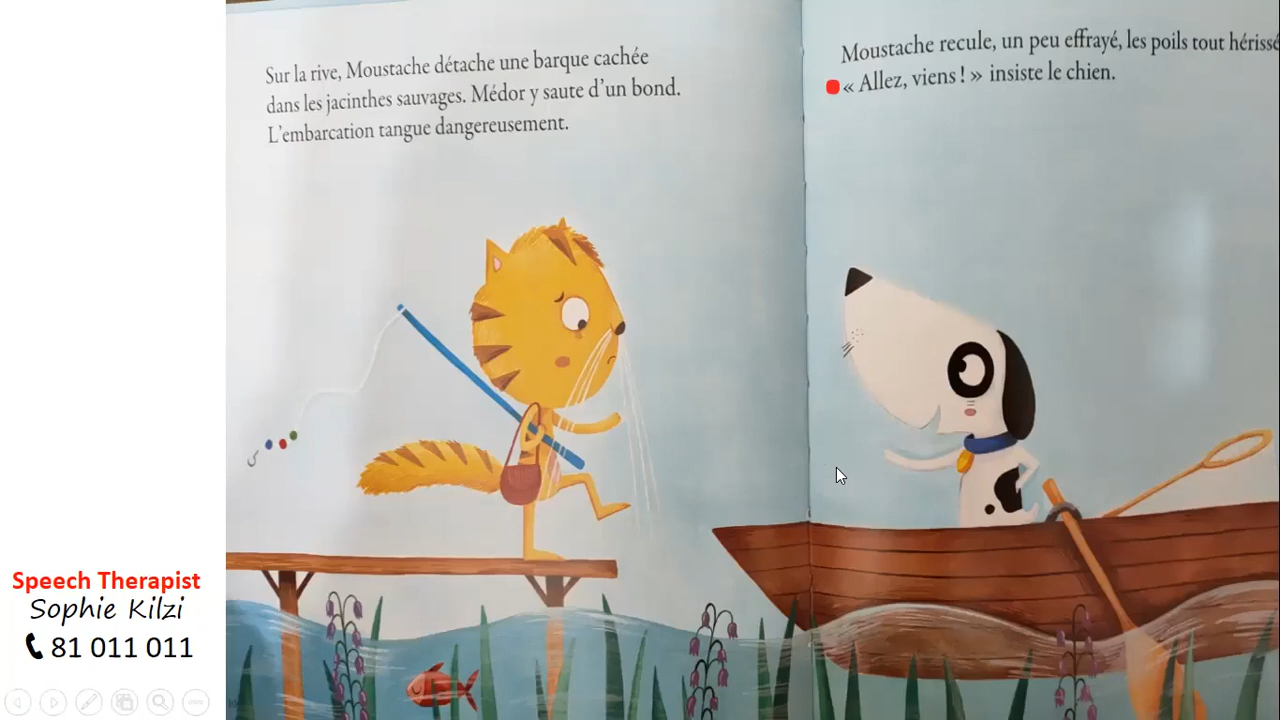 Sur la rive, Moustache détache une barque cachée
dans les jacinthes sauvages. Médor y saute d'un bond.
L'embarcation tangue dangereusement.
Moustache recule, un peu effrayé, les poils tout hériss
« Allez, viens ! » insiste le chien.
Speech Therapist
Sophie Kilzi
81 011 011